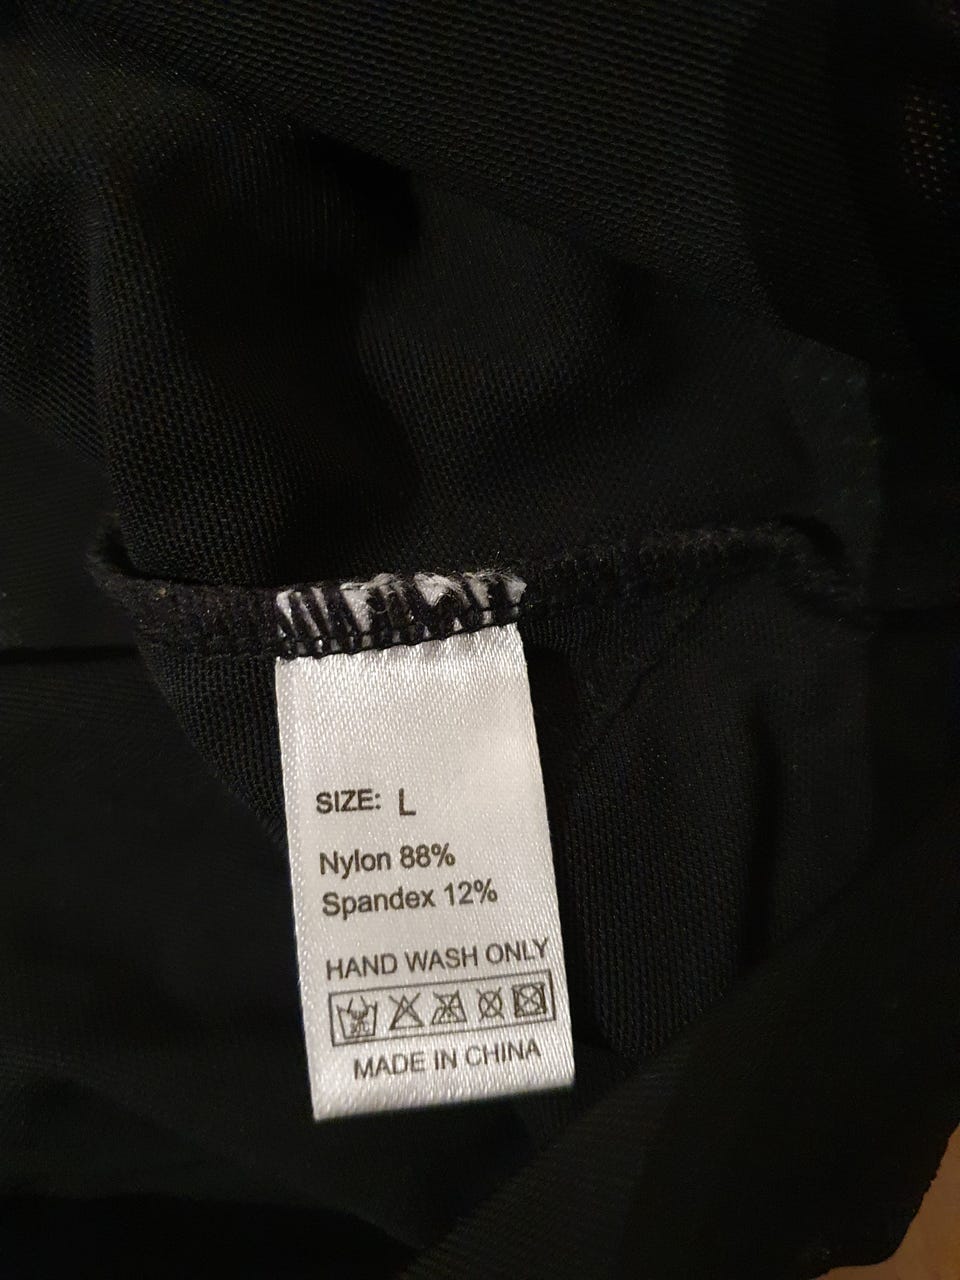 SIZE: L
Nylon 88%
Spandex 12%
HAND WASH ONLY
MADE IN CHINA